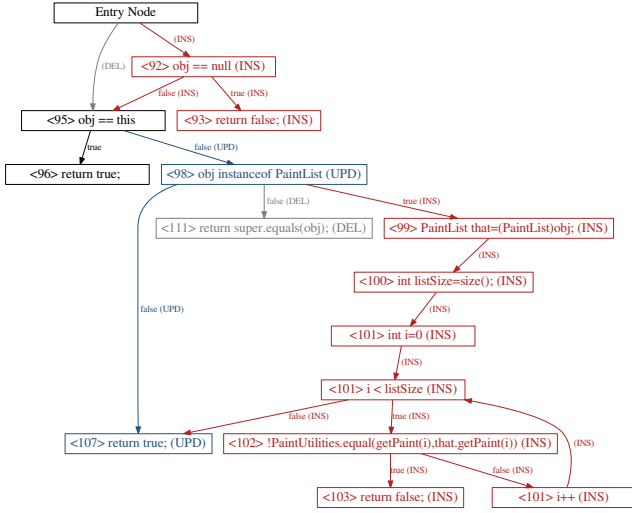 Entry Node
(INS)
(DEL)
<92> obj == null (INS)
false (INS)
true (INS)
<95> obj == this
<93> return false; (INS)
true
false (UPD)
<96> return true;
<98> obj instanceof PaintList (UPD)
false (DEL)
true (INS)
<111> return super.equals(obj); (DEL)
<99> PaintList that=(PaintList)obj; (INS)
(INS)
<100> int listSize=size(); (INS)
(INS)
false (UPD)
<101> int i=0 (INS)
(INS)
<101> i < listSize (INS)
false (INS)
true (INS)
<107> return true; (UPD)
<102> !PaintUtilities.equal(getPaint(i),that.getPaint(i)) (INS)
(INS)
true (INS)
false (INS)
<103> return false; (INS)
<101> i++ (INS)